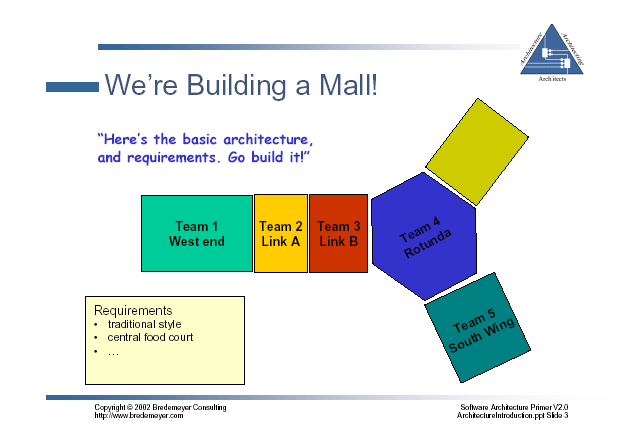 Architecture
Architecting
Architects
We're Building a Mall!
“Here's the basic architecture,
and requirements. Go build it!”
Team 1
West end
Team 2
Link A
Team 3
Link B
Team 4
Rotunda
Team 5
South Wing
Requirements
• traditional style
• central food court
• …
Copyright © 2002 Bredemeyer Consulting
http://www.bredemeyer.com
Software Architecture Primer V2.0
ArchitectureIntroduction.ppt Slide 3